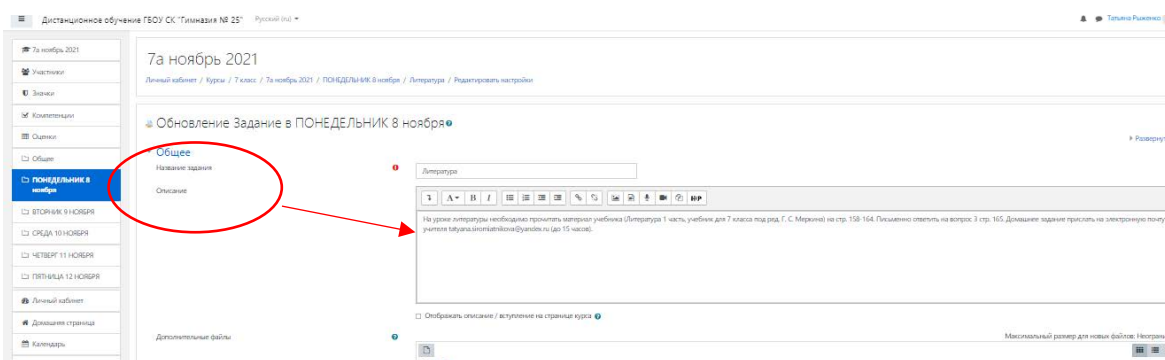 Дистанционное обучение ГБОУ СК "Гимназия № 25" Русский (ru)
Татьяна Рыженко
7а ноябрь 2021
Участники
Значки
Компетенции
Оценки
Общее
ПОНЕДЕЛЬНИК 8 ноября
ВТОРНИК 9 НОЯБРЯ
СРЕДА 10 НОЯБРЯ
ЧЕТВЕРГ 11 НОЯБРЯ
ПЯТНИЦА 12 НОЯБРЯ
Личный кабинет
Домашняя страница
Календарь
7а ноябрь 2021
Личный кабинет / Курсы / 7 класс / 7а ноябрь 2021 / ПОНЕДЕЛЬНИК 8 ноября / Литература / Редактировать настройки
Обновление Задание в ПОНЕДЕЛЬНИК 8 ноября
Разверну
Общее
Название задания
Литература
Описание
A B I H-P
На уроке литературы необходимо прочитать материал учебника (Литература 1 часть, учебник для 7 класса под ред. Г. С. Меркина) на стр. 158-164. Письменно ответить на вопрос 3 стр. 165. Домашнее задание прислать на электронную почту
учителя tatyana.siromiatnikova@yandex.ru (до 15 часов).
Отображать описание / вступление на странице курса
Дополнительные файлы
Максимальный размер для новых файлов: Неограни